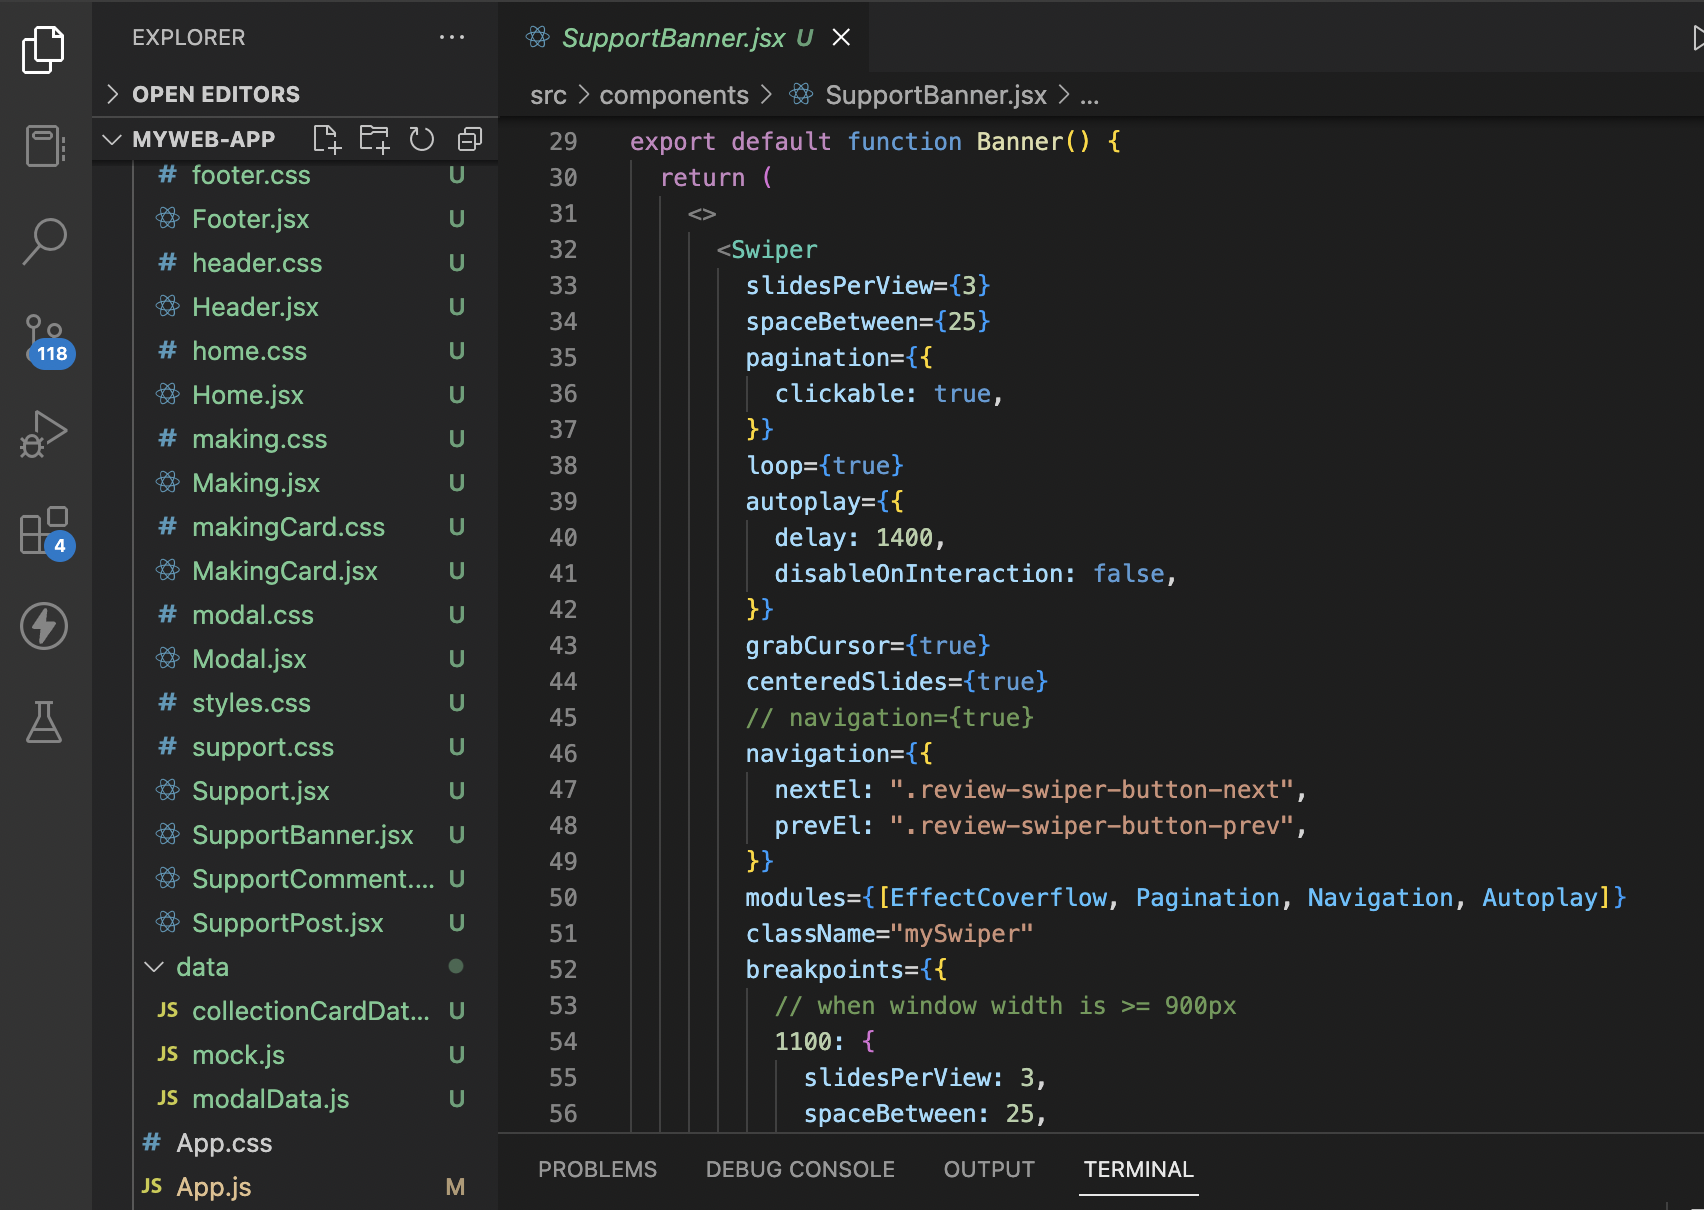 EXPLORER
OPEN EDITORS
MYWEB-APP
118
4
# footer.css U
Footer.jsx U
# header.css U
Header.jsx U
# home.css U
Home.jsx U
# making.css U
Making.jsx U
# makingCard.css U
MakingCard.jsx U
# modal.css U
Modal.jsx U
# styles.css U
# support.css U
Support.jsx U
SupportBanner.jsx U
SupportComment.... U
SupportPost.jsx U
data
JS collectionCardDat... U
JS mock.js U
JS modalData.js U
# App.css
JS App.js M
SupportBanner.jsx U
src > components > SupportBanner.jsx > ...
29 export default function Banner() {
30 return (
31 <>
32 <Swiper
33 slidesPerView={3}
34 spaceBetween={25}
35 pagination={{
36 clickable: true,
37 }}
38 loop={true}
39 autoplay={{
40 delay: 1400,
41 disableOnInteraction: false,
42 }}
43 grabCursor={true}
44 centeredSlides={true}
45 // navigation={true}
46 navigation={{
47 nextEl: ".review-swiper-button-next",
48 prevEl: ".review-swiper-button-prev",
49 }}
50 modules={[EffectCoverflow, Pagination, Navigation, Autoplay]}
51 className="mySwiper"
52 breakpoints={{
53 // when window width is >= 900px
54 1100: {
55 slidesPerView: 3,
56 spaceBetween: 25,
PROBLEMS DEBUG CONSOLE OUTPUT TERMINAL